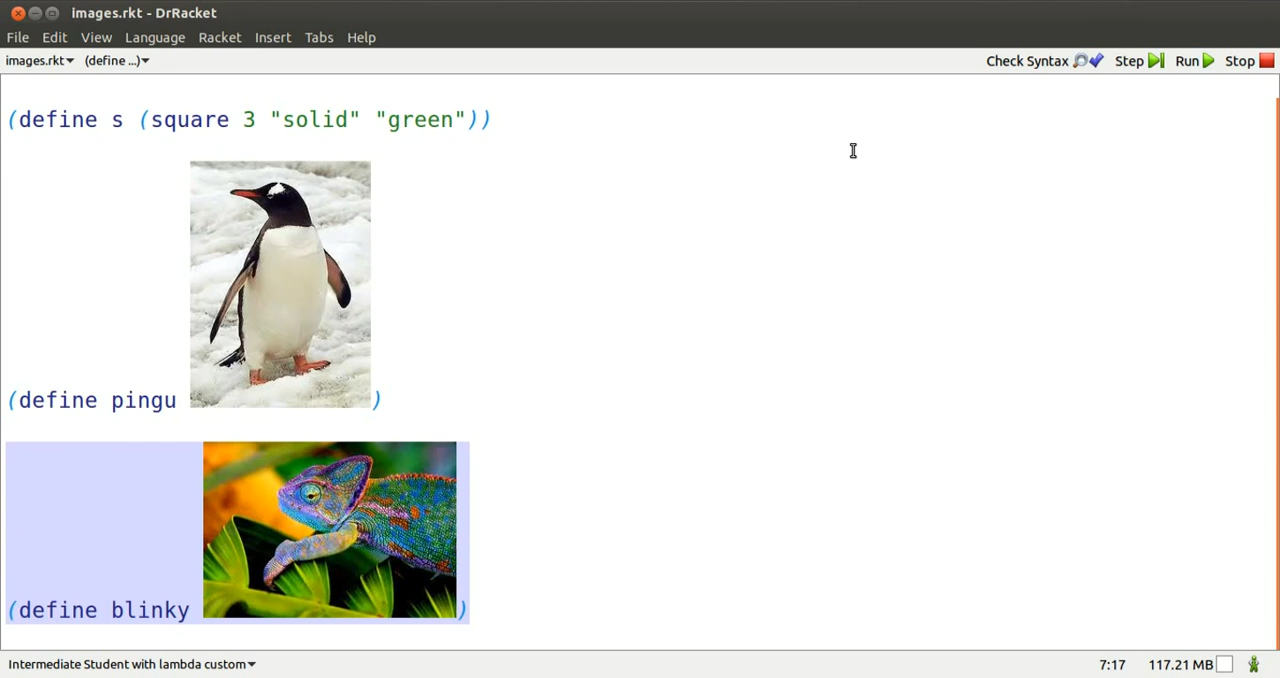 images.rkt - DrRacket
File Edit View Language Racket Insert Tabs Help
images.rkt (define ...) Check Syntax Step Run Stop
(define s (square 3 "solid" "green"))
(define pingu )
(define blinky )
Intermediate Student with lambda custom 7:17 117.21 MB